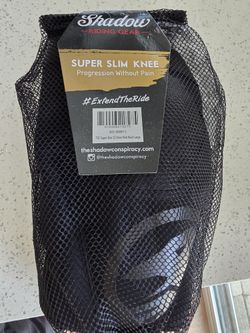 Shadow
RIDING GEAR
SUPER SLIM KNEE
Progression Without Pain
#ExtendTheRide
theshadowconspiracy.com
@theshadowconspiracy